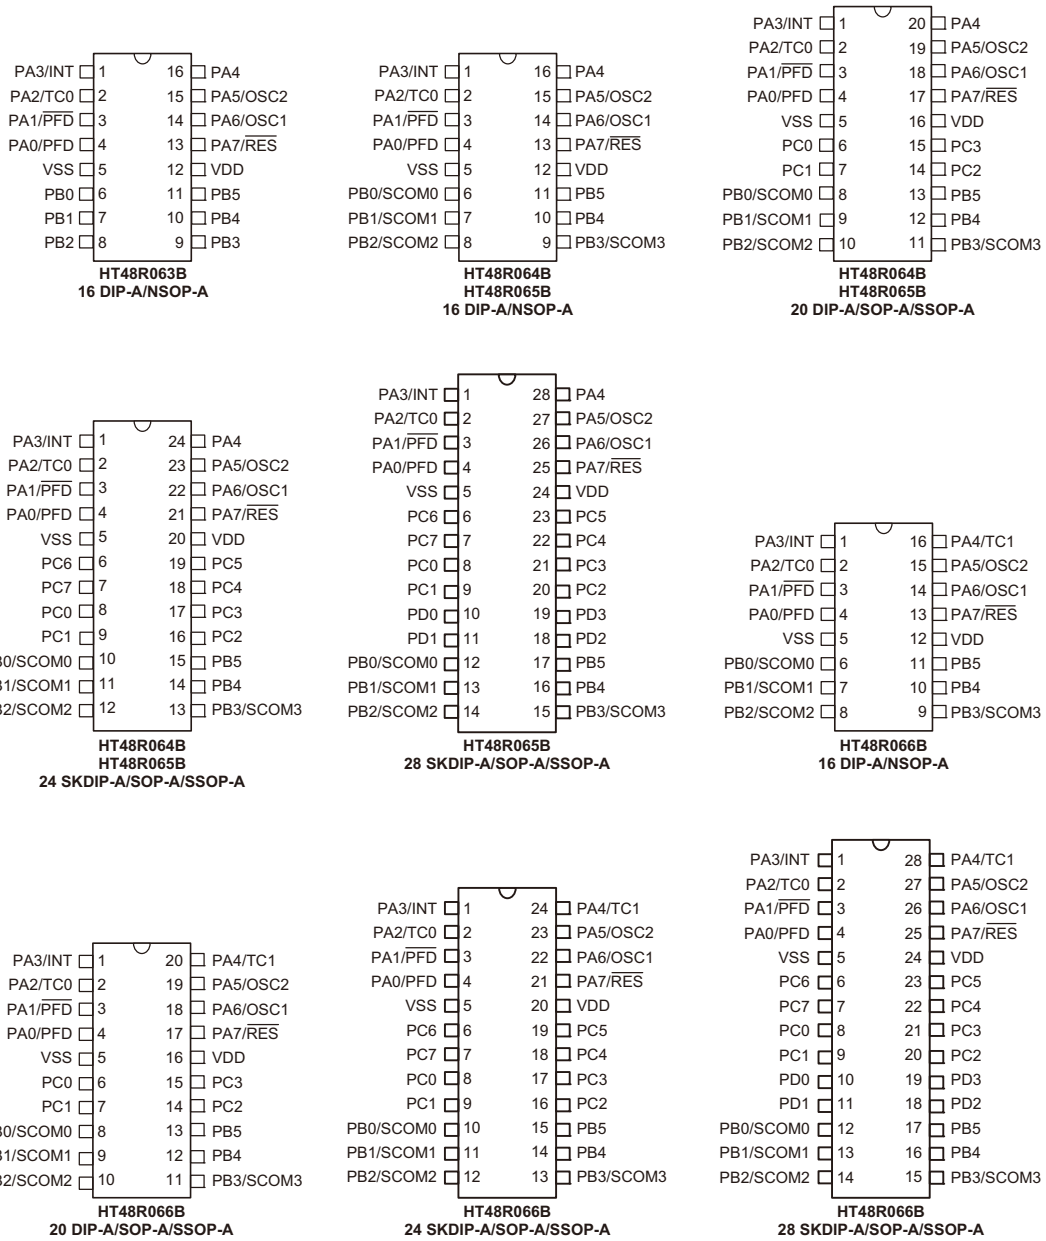 PA3/INT 1 16 PA4
PA2/TC0 2 15 PA5/OSC2
PA1/PFD 3 14 PA6/OSC1
PA0/PFD 4 13 PA7/RES
VSS 5 12 VDD
PB0 6 11 PB5
PB1 7 10 PB4
PB2 8 9 PB3
HT48R063B
16 DIP-A/NSOP-A
PA3/INT 1 16 PA4
PA2/TC0 2 15 PA5/OSC2
PA1/PFD 3 14 PA6/OSC1
PA0/PFD 4 13 PA7/RES
VSS 5 12 VDD
PB0/SCOM0 6 11 PB5
PB1/SCOM1 7 10 PB4
PB2/SCOM2 8 9 PB3/SCOM3
HT48R064B
HT48R065B
16 DIP-A/NSOP-A
PA3/INT 1 20 PA4
PA2/TC0 2 19 PA5/OSC2
PA1/PFD 3 18 PA6/OSC1
PA0/PFD 4 17 PA7/RES
VSS 5 16 VDD
PC0 6 15 PC3
PC1 7 14 PC2
PB0/SCOM0 8 13 PB5
PB1/SCOM1 9 12 PB4
PB2/SCOM2 10 11 PB3/SCOM3
HT48R064B
HT48R065B
20 DIP-A/SOP-A/SSOP-A
PA3/INT 1 24 PA4
PA2/TC0 2 23 PA5/OSC2
PA1/PFD 3 22 PA6/OSC1
PA0/PFD 4 21 PA7/RES
VSS 5 20 VDD
PC6 6 19 PC5
PC7 7 18 PC4
PC0 8 17 PC3
PC1 9 16 PC2
0/SCOM0 10 15 PB5
1/SCOM1 11 14 PB4
2/SCOM2 12 13 PB3/SCOM3
HT48R064B
HT48R065B
24 SKDIP-A/SOP-A/SSOP-A
PA3/INT 1 28 PA4
PA2/TC0 2 27 PA5/OSC2
PA1/PFD 3 26 PA6/OSC1
PA0/PFD 4 25 PA7/RES
VSS 5 24 VDD
PC6 6 23 PC5
PC7 7 22 PC4
PC0 8 21 PC3
PC1 9 20 PC2
PD0 10 19 PD3
PD1 11 18 PD2
PB0/SCOM0 12 17 PB5
PB1/SCOM1 13 16 PB4
PB2/SCOM2 14 15 PB3/SCOM3
HT48R065B
28 SKDIP-A/SOP-A/SSOP-A
PA3/INT 1 16 PA4/TC1
PA2/TC0 2 15 PA5/OSC2
PA1/PFD 3 14 PA6/OSC1
PA0/PFD 4 13 PA7/RES
VSS 5 12 VDD
PB0/SCOM0 6 11 PB5
PB1/SCOM1 7 10 PB4
PB2/SCOM2 8 9 PB3/SCOM3
HT48R066B
16 DIP-A/NSOP-A
PA3/INT 1 20 PA4/TC1
PA2/TC0 2 19 PA5/OSC2
PA1/PFD 3 18 PA6/OSC1
PA0/PFD 4 17 PA7/RES
VSS 5 16 VDD
PC0 6 15 PC3
PC1 7 14 PC2
0/SCOM0 8 13 PB5
1/SCOM1 9 12 PB4
2/SCOM2 10 11 PB3/SCOM3
HT48R066B
20 DIP-A/SOP-A/SSOP-A
PA3/INT 1 24 PA4/TC1
PA2/TC0 2 23 PA5/OSC2
PA1/PFD 3 22 PA6/OSC1
PA0/PFD 4 21 PA7/RES
VSS 5 20 VDD
PC6 6 19 PC5
PC7 7 18 PC4
PC0 8 17 PC3
PC1 9 16 PC2
PB0/SCOM0 10 15 PB5
PB1/SCOM1 11 14 PB4
PB2/SCOM2 12 13 PB3/SCOM3
HT48R066B
24 SKDIP-A/SOP-A/SSOP-A
PA3/INT 1 28 PA4/TC1
PA2/TC0 2 27 PA5/OSC2
PA1/PFD 3 26 PA6/OSC1
PA0/PFD 4 25 PA7/RES
VSS 5 24 VDD
PC6 6 23 PC5
PC7 7 22 PC4
PC0 8 21 PC3
PC1 9 20 PC2
PD0 10 19 PD3
PD1 11 18 PD2
PB0/SCOM0 12 17 PB5
PB1/SCOM1 13 16 PB4
PB2/SCOM2 14 15 PB3/SCOM3
HT48R066B
28 SKDIP-A/SOP-A/SSOP-A